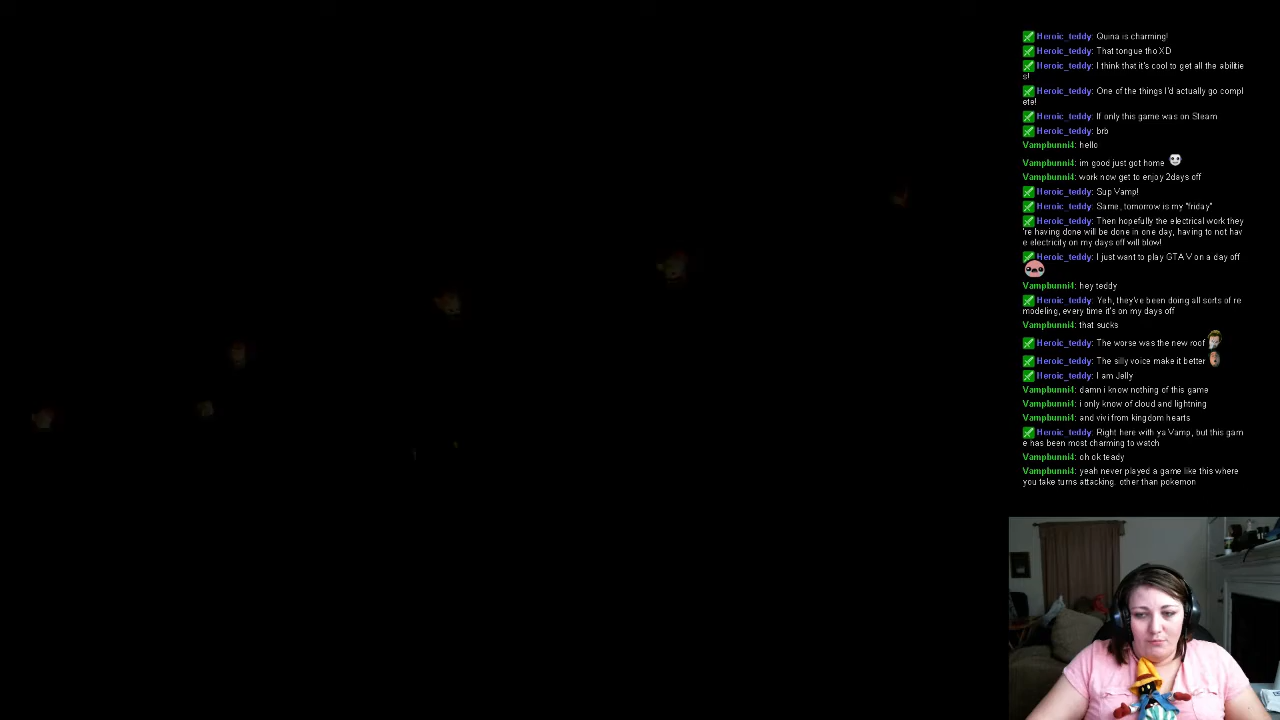 Heroic_teddy: Quina is charming!
Heroic_teddy: That tongue tho XD
Heroic_teddy: I think that it's cool to get all the abilitie
s!
Heroic_teddy: One of the things I'd actually go compl
ete!
Heroic_teddy: If only this game was on Steam
Heroic_teddy: brb
Vampbunni4: hello
Vampbunni4: im good just got home
Vampbunni4: work now get to enjoy 2days off
Heroic_teddy: Sup Vamp!
Heroic_teddy: Same, tomorrow is my "friday"
Heroic_teddy: Then hopefully the electrical work they
're having done will be done in one day, having to not hav
e electricity on my days off will blow!
Heroic_teddy: I just want to play GTA V on a day off
Vampbunni4: hey teddy
Heroic_teddy: Yeh, they've been doing all sorts of re
modeling, every time it's on my days off
Vampbunni4: that sucks
Heroic_teddy: The worse was the new roof
Heroic_teddy: The silly voice make it better
Heroic_teddy: I am Jelly
Vampbunni4: damn i know nothing of this game
Vampbunni4: i only know of cloud and lightning
Vampbunni4: and vivi from kingdom hearts
Heroic_teddy: Right here with ya Vamp, but this gam
e has been most charming to watch
Vampbunni4: oh ok teady
Vampbunni4: yeah never played a game like this where
you take turns attacking. other than pokemon